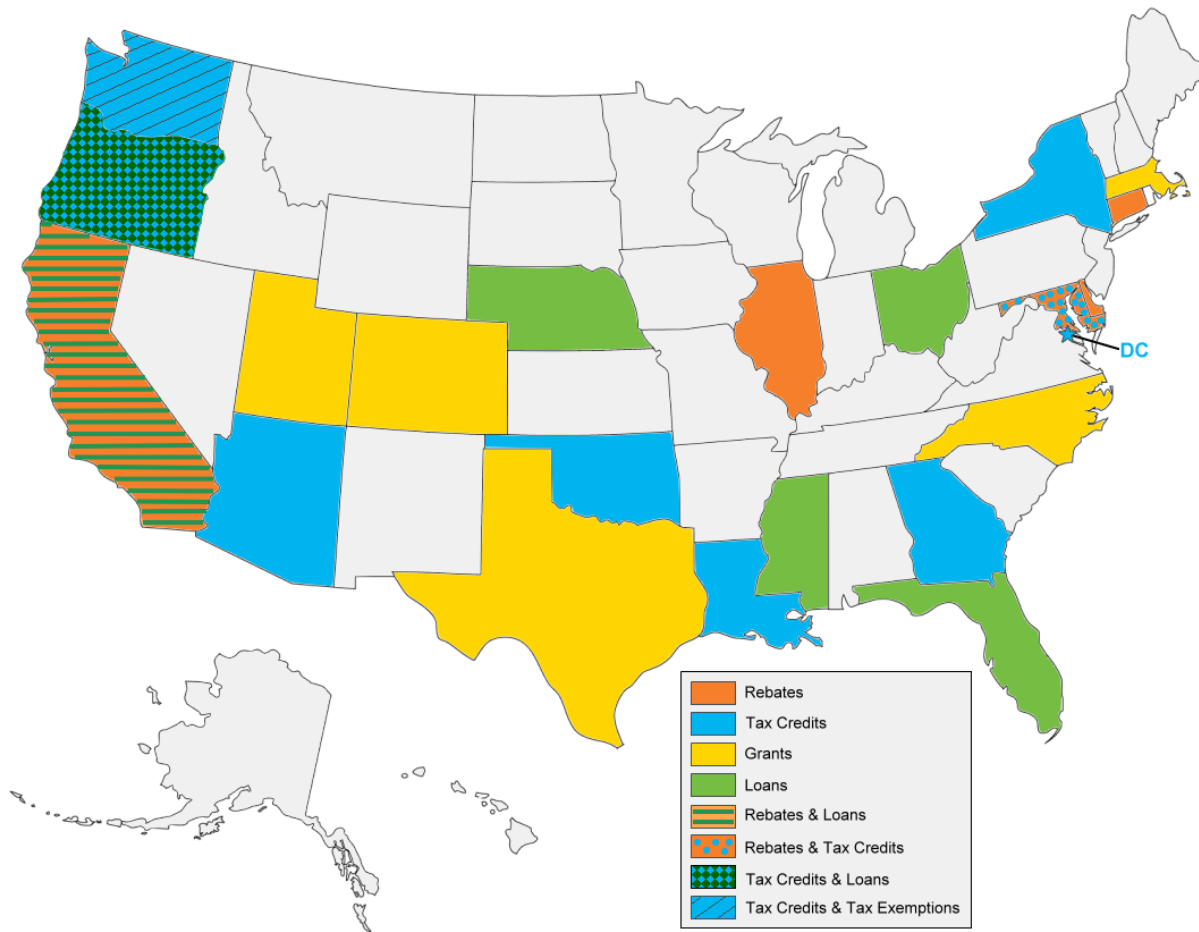 DC
Rebates
Tax Credits
Grants
Loans
Rebates & Loans
Rebates & Tax Credits
Tax Credits & Loans
Tax Credits & Tax Exemptions